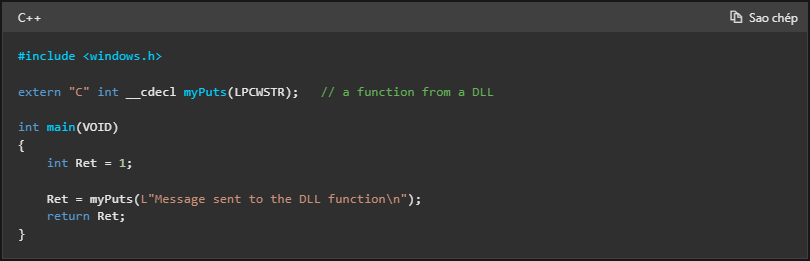 C++ Sao chép
#include <windows.h>
extern "C" int __cdecl myPuts(LPCWSTR);   // a function from a DLL
int main(VOID)
{
    int Ret = 1;
    Ret = myPuts(L"Message sent to the DLL function\n");
    return Ret;
}